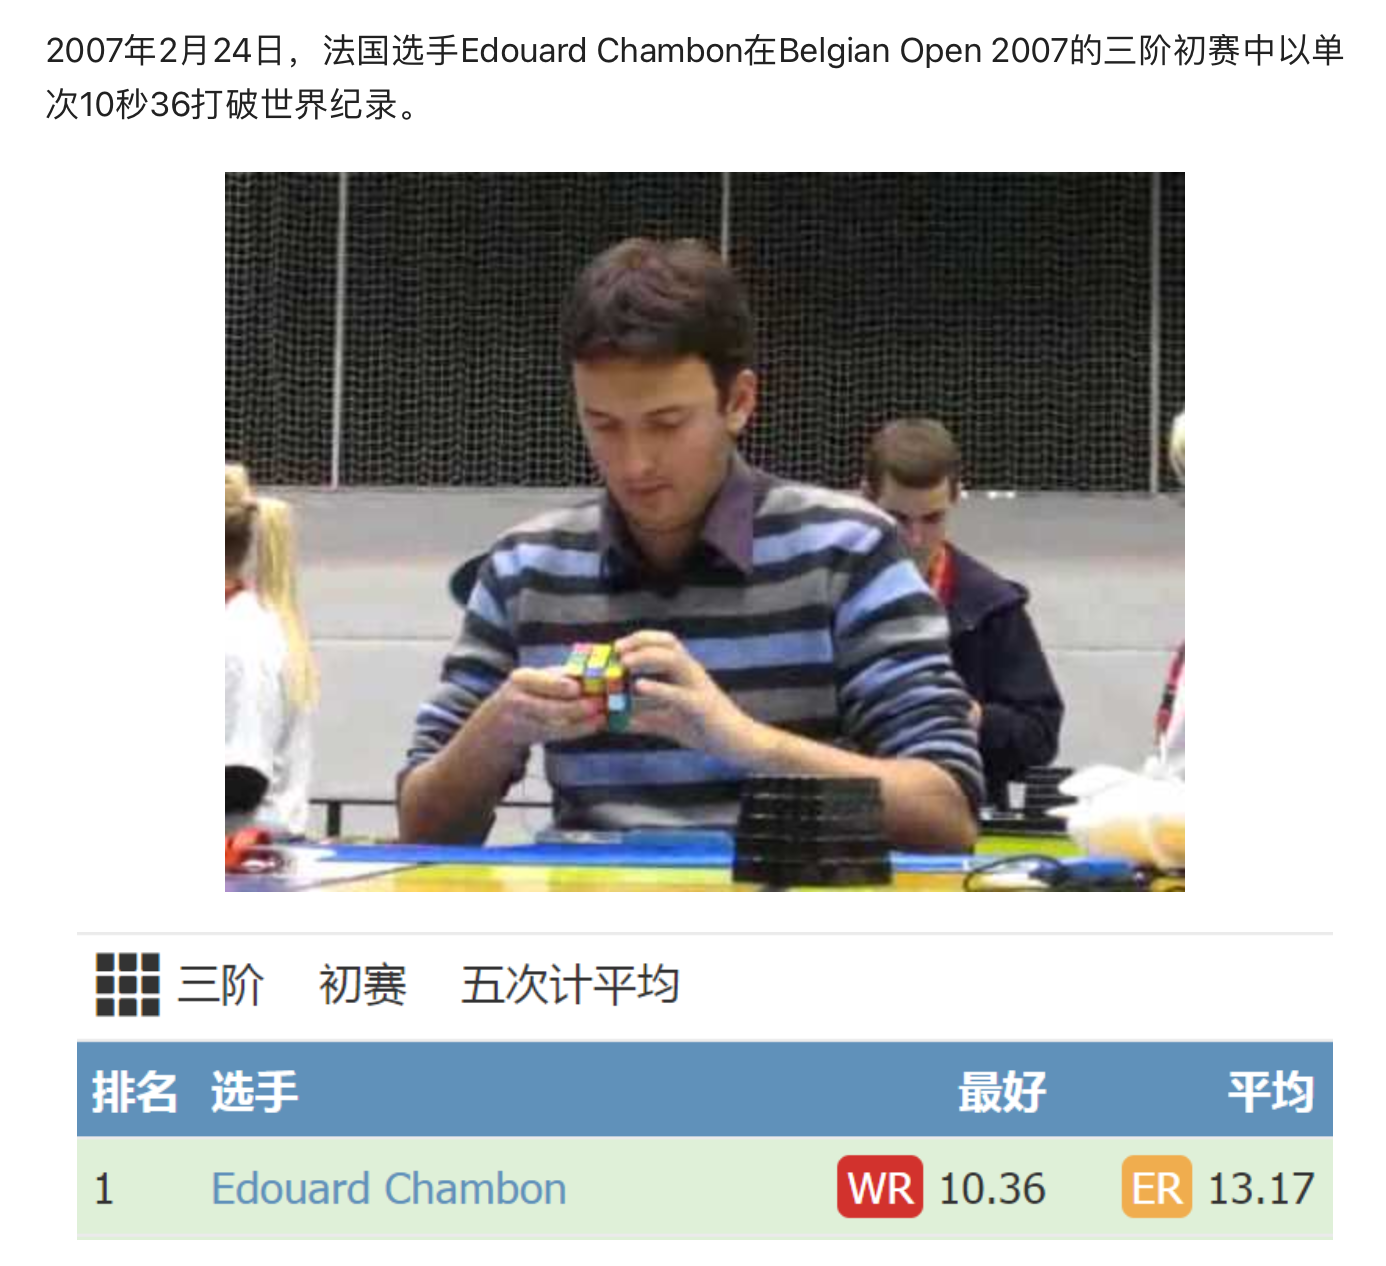 2007年2月24日，法国选手Edouard Chambon在Belgian Open 2007的三阶初赛中以单
次10秒36打破世界纪录。
三阶 初赛 五次计平均
排名 选手 最好 平均
1 Edouard Chambon WR 10.36 ER 13.17